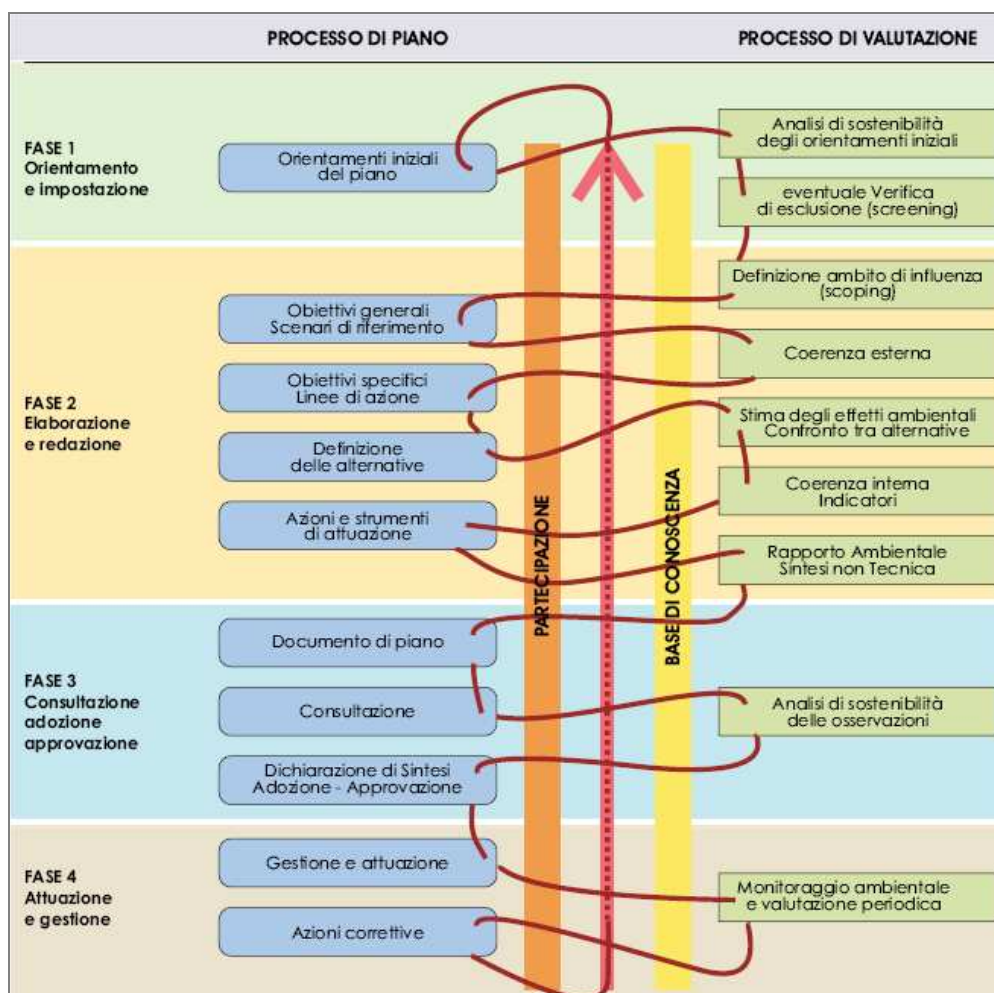 PROCESSO DI PIANO
PROCESSO DI VALUTAZIONE
FASE 1
Orientamento
e impostazione
Orientamenti iniziali
del piano
Analisi di sostenibilità
degli orientamenti iniziali
eventuale Verifica
di esclusione (screening)
FASE 2
Elaborazione
e redazione
Obiettivi generali
Scenari di riferimento
Obiettivi specifici
Linee di azione
Definizione
delle alternative
Azioni e strumenti
di attuazione
Definizione ambito di influenza
(scoping)
Coerenza esterna
Stima degli effetti ambientali
Confronto tra alternative
Coerenza interna
Indicatori
Rapporto Ambientale
Sintesi non Tecnica
PARTECIPAZIONE
BASE DI CONOSCENZA
FASE 3
Consultazione
adozione
approvazione
Documento di piano
Consultazione
Dichiarazione di Sintesi
Adozione - Approvazione
Analisi di sostenibilità
delle osservazioni
FASE 4
Attuazione
e gestione
Gestione e attuazione
Azioni correttive
Monitoraggio ambientale
e valutazione periodica